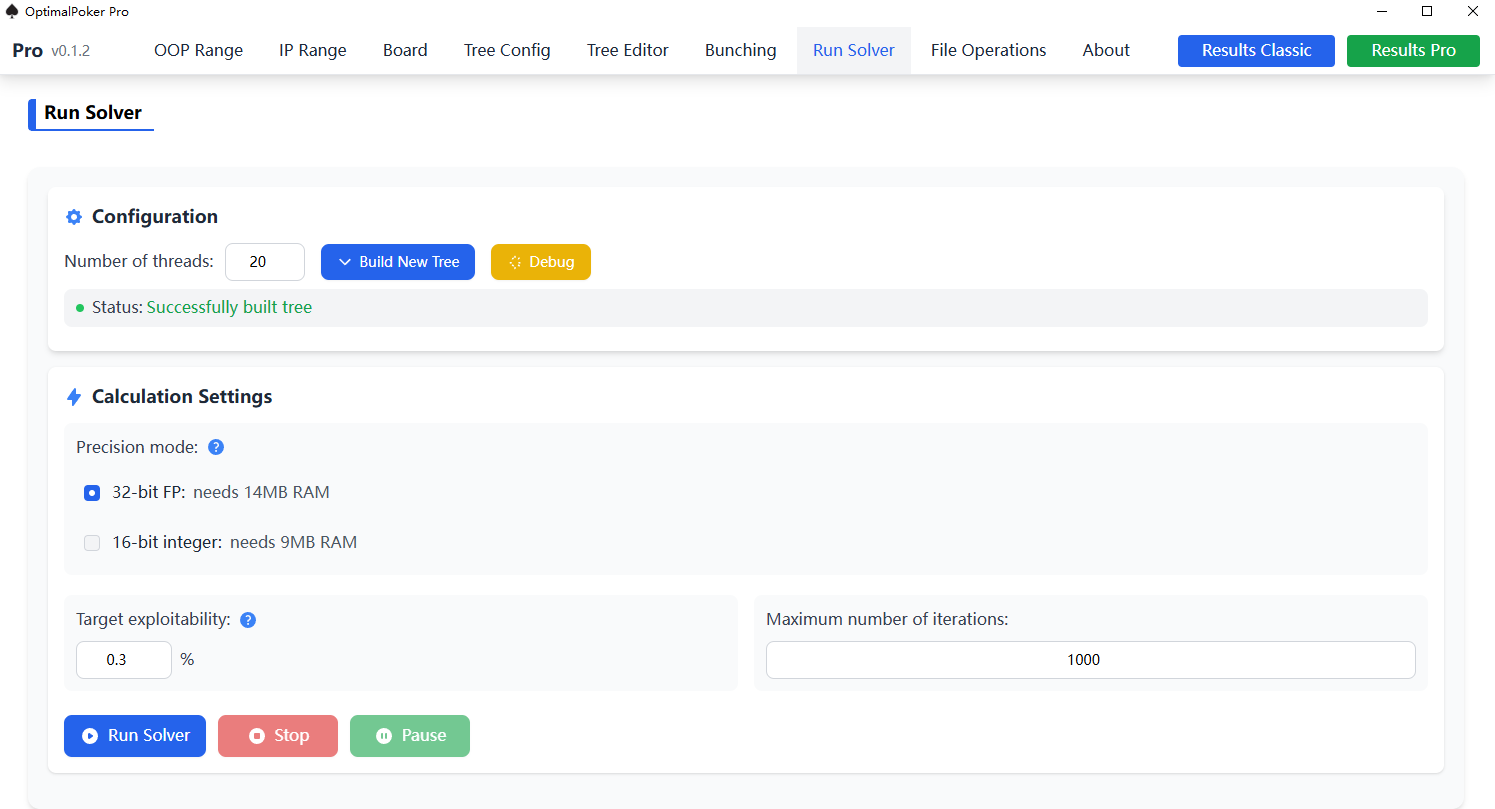 OptimalPoker Pro
Pro v0.1.2 OOP Range IP Range Board Tree Config Tree Editor Bunching Run Solver File Operations About Results Classic Results Pro
Run Solver
Configuration
Number of threads: 20 Build New Tree Debug
Status: Successfully built tree
Calculation Settings
Precision mode: ?
32-bit FP: needs 14MB RAM
16-bit integer: needs 9MB RAM
Target exploitability: ? Maximum number of iterations:
0.3 % 1000
Run Solver Stop Pause